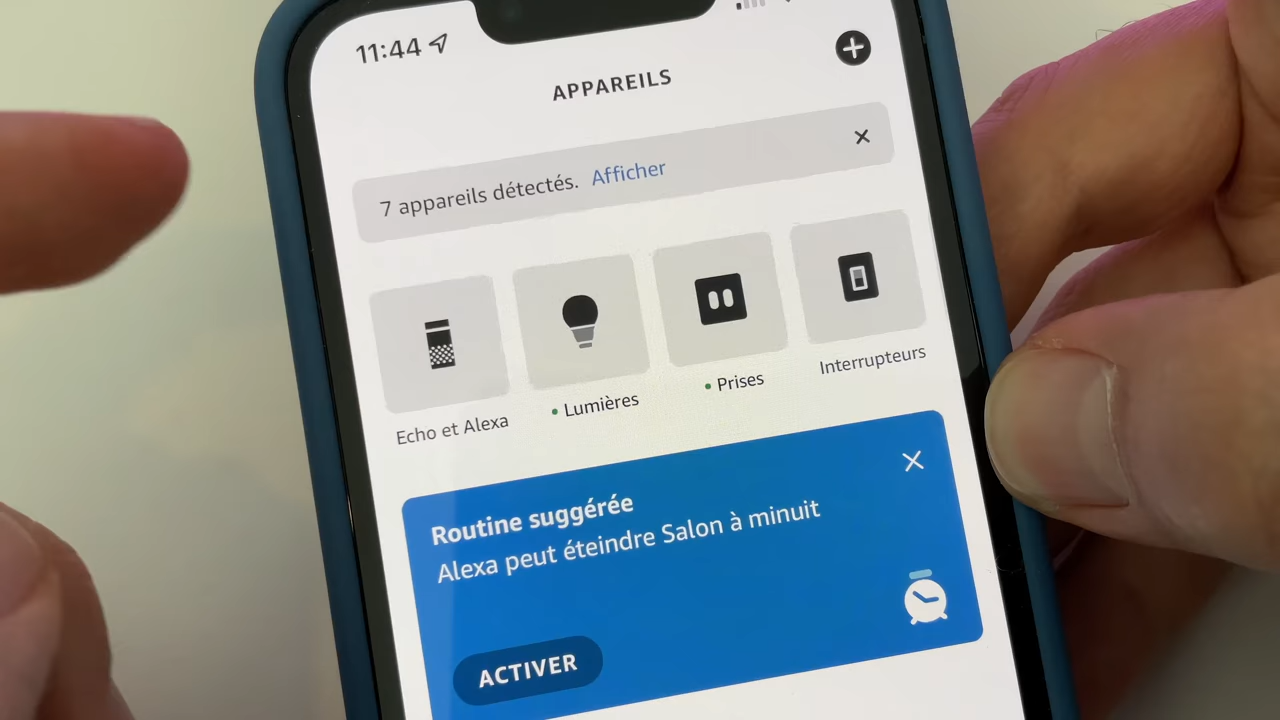 11:44
APPAREILS
7 appareils détectés. Afficher
Echo et Alexa
Lumières
Prises
Interrupteurs
Routine suggérée
Alexa peut éteindre Salon à minuit
ACTIVER